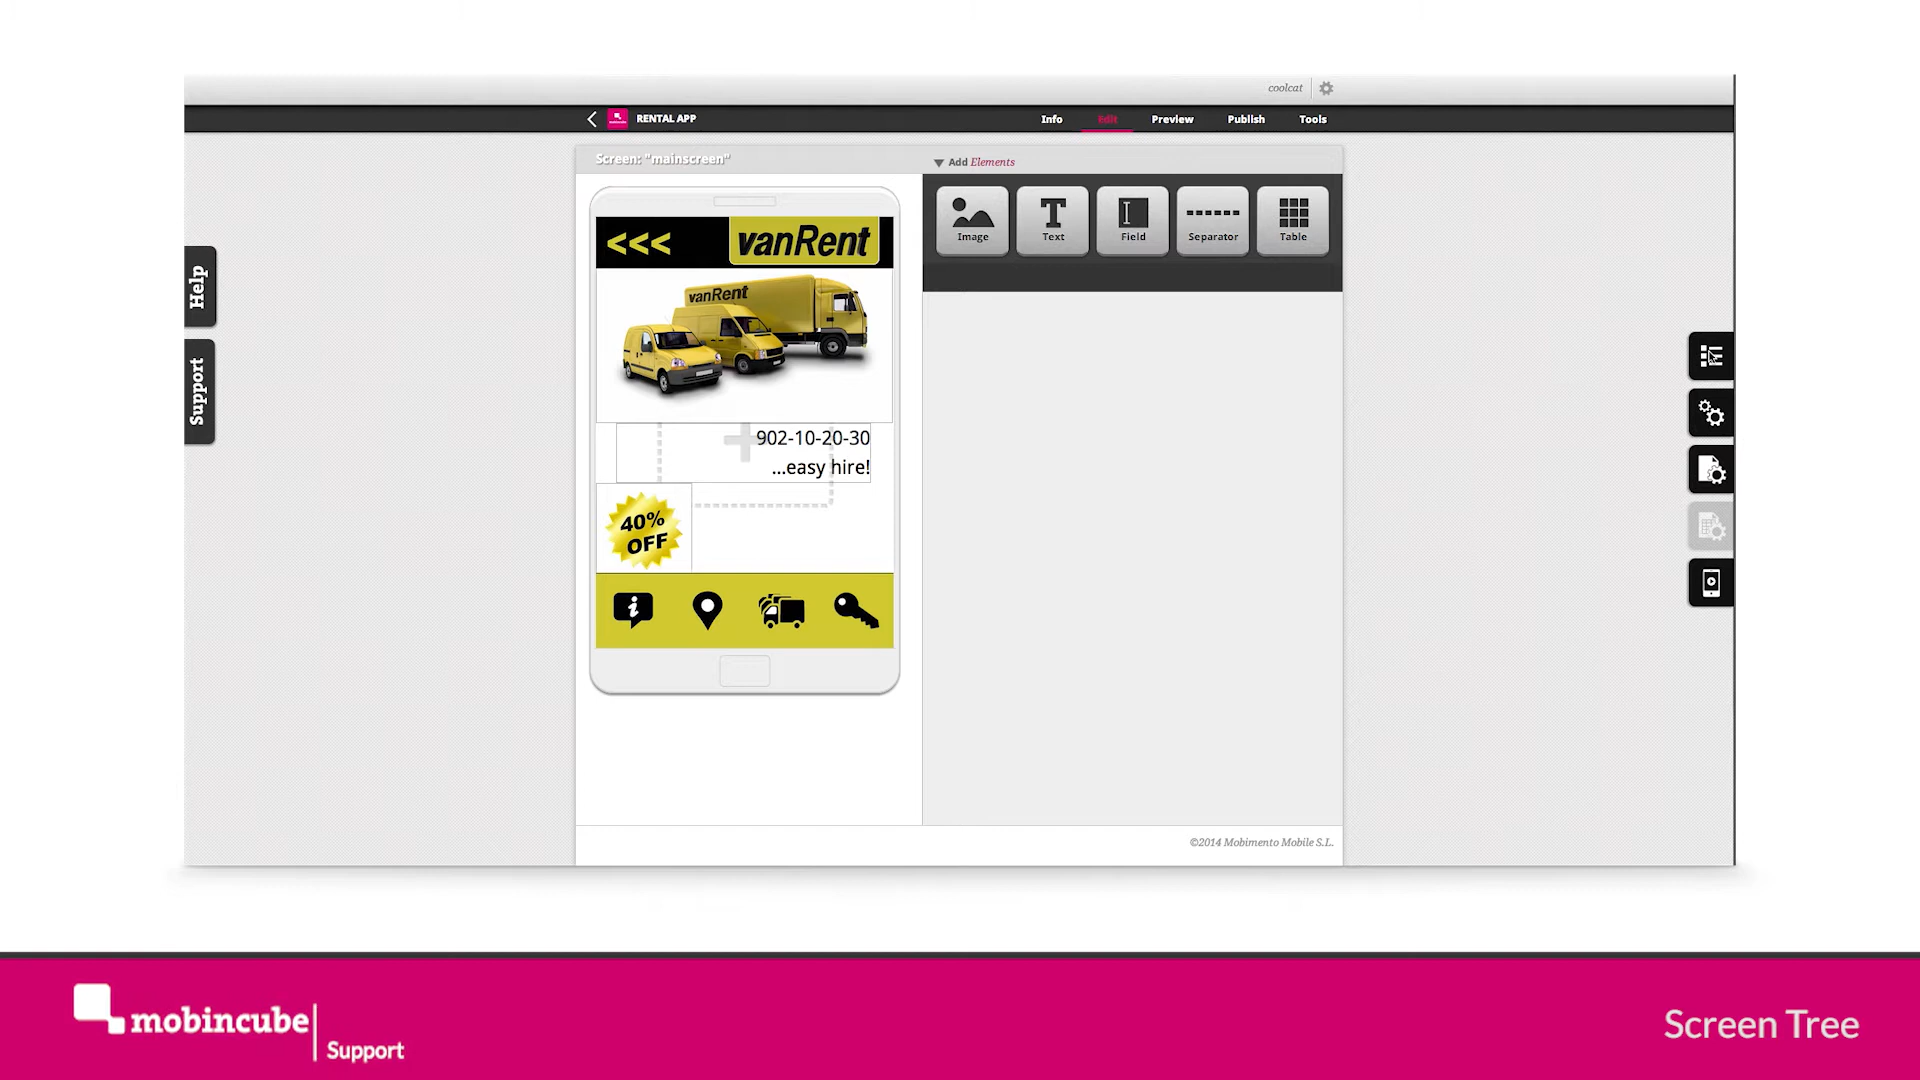 coolcat
RENTAL APP
Info Edit Preview Publish Tools
Screen: "mainscreen"
Add Elements
Image Text Field Separator Table
<<< vanRent
vanRent
Help
Support
902-10-20-30
...easy hire!
40%
OFF
©2014 Mobimento Mobile S.L.
mobincube
Support
Screen Tree